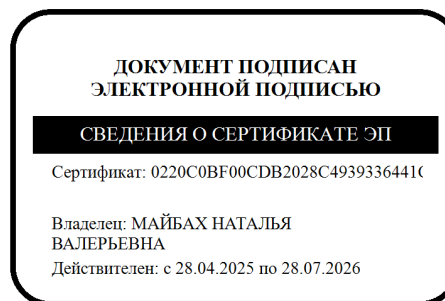 ДОКУМЕНТ ПОДПИСАН
ЭЛЕКТРОННОЙ ПОДПИСЬЮ
СВЕДЕНИЯ О СЕРТИФИКАТЕ ЭП
Сертификат: 0220C0BF00CDB2028C4939336441
Владелец: МАЙБАХ НАТАЛЬЯ
ВАЛЕРЬЕВНА
Действителен: с 28.04.2025 по 28.07.2026